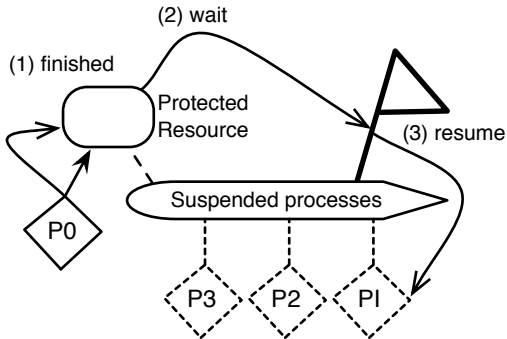 (2) wait
(1) finished
Protected
Resource
(3) resume
Suspended processes
P0
P3
P2
PI